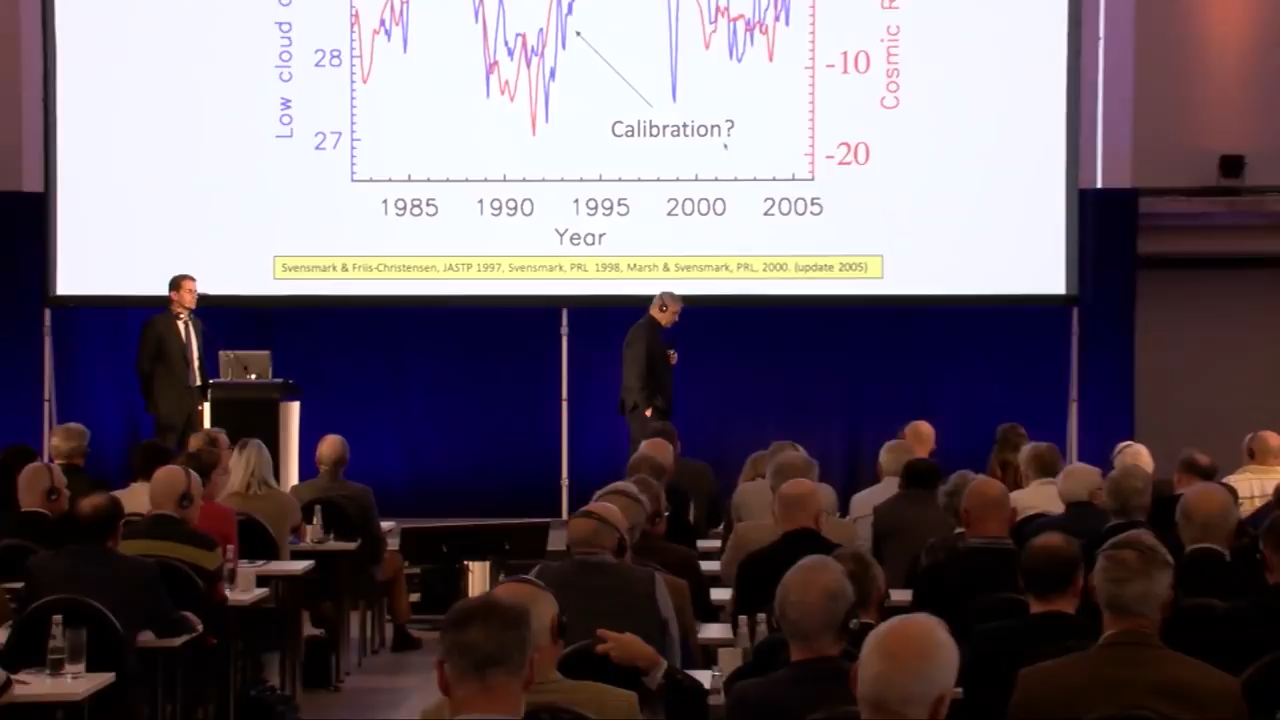 Low cloud
28
27
-10
-20
Cosmic
Calibration?
1985 1990 1995 2000 2005
Year
Svensmark & Friis-Christensen, JASTP 1997, Svensmark, PRL 1998, Marsh & Svensmark, PRL, 2000. (update 2005)